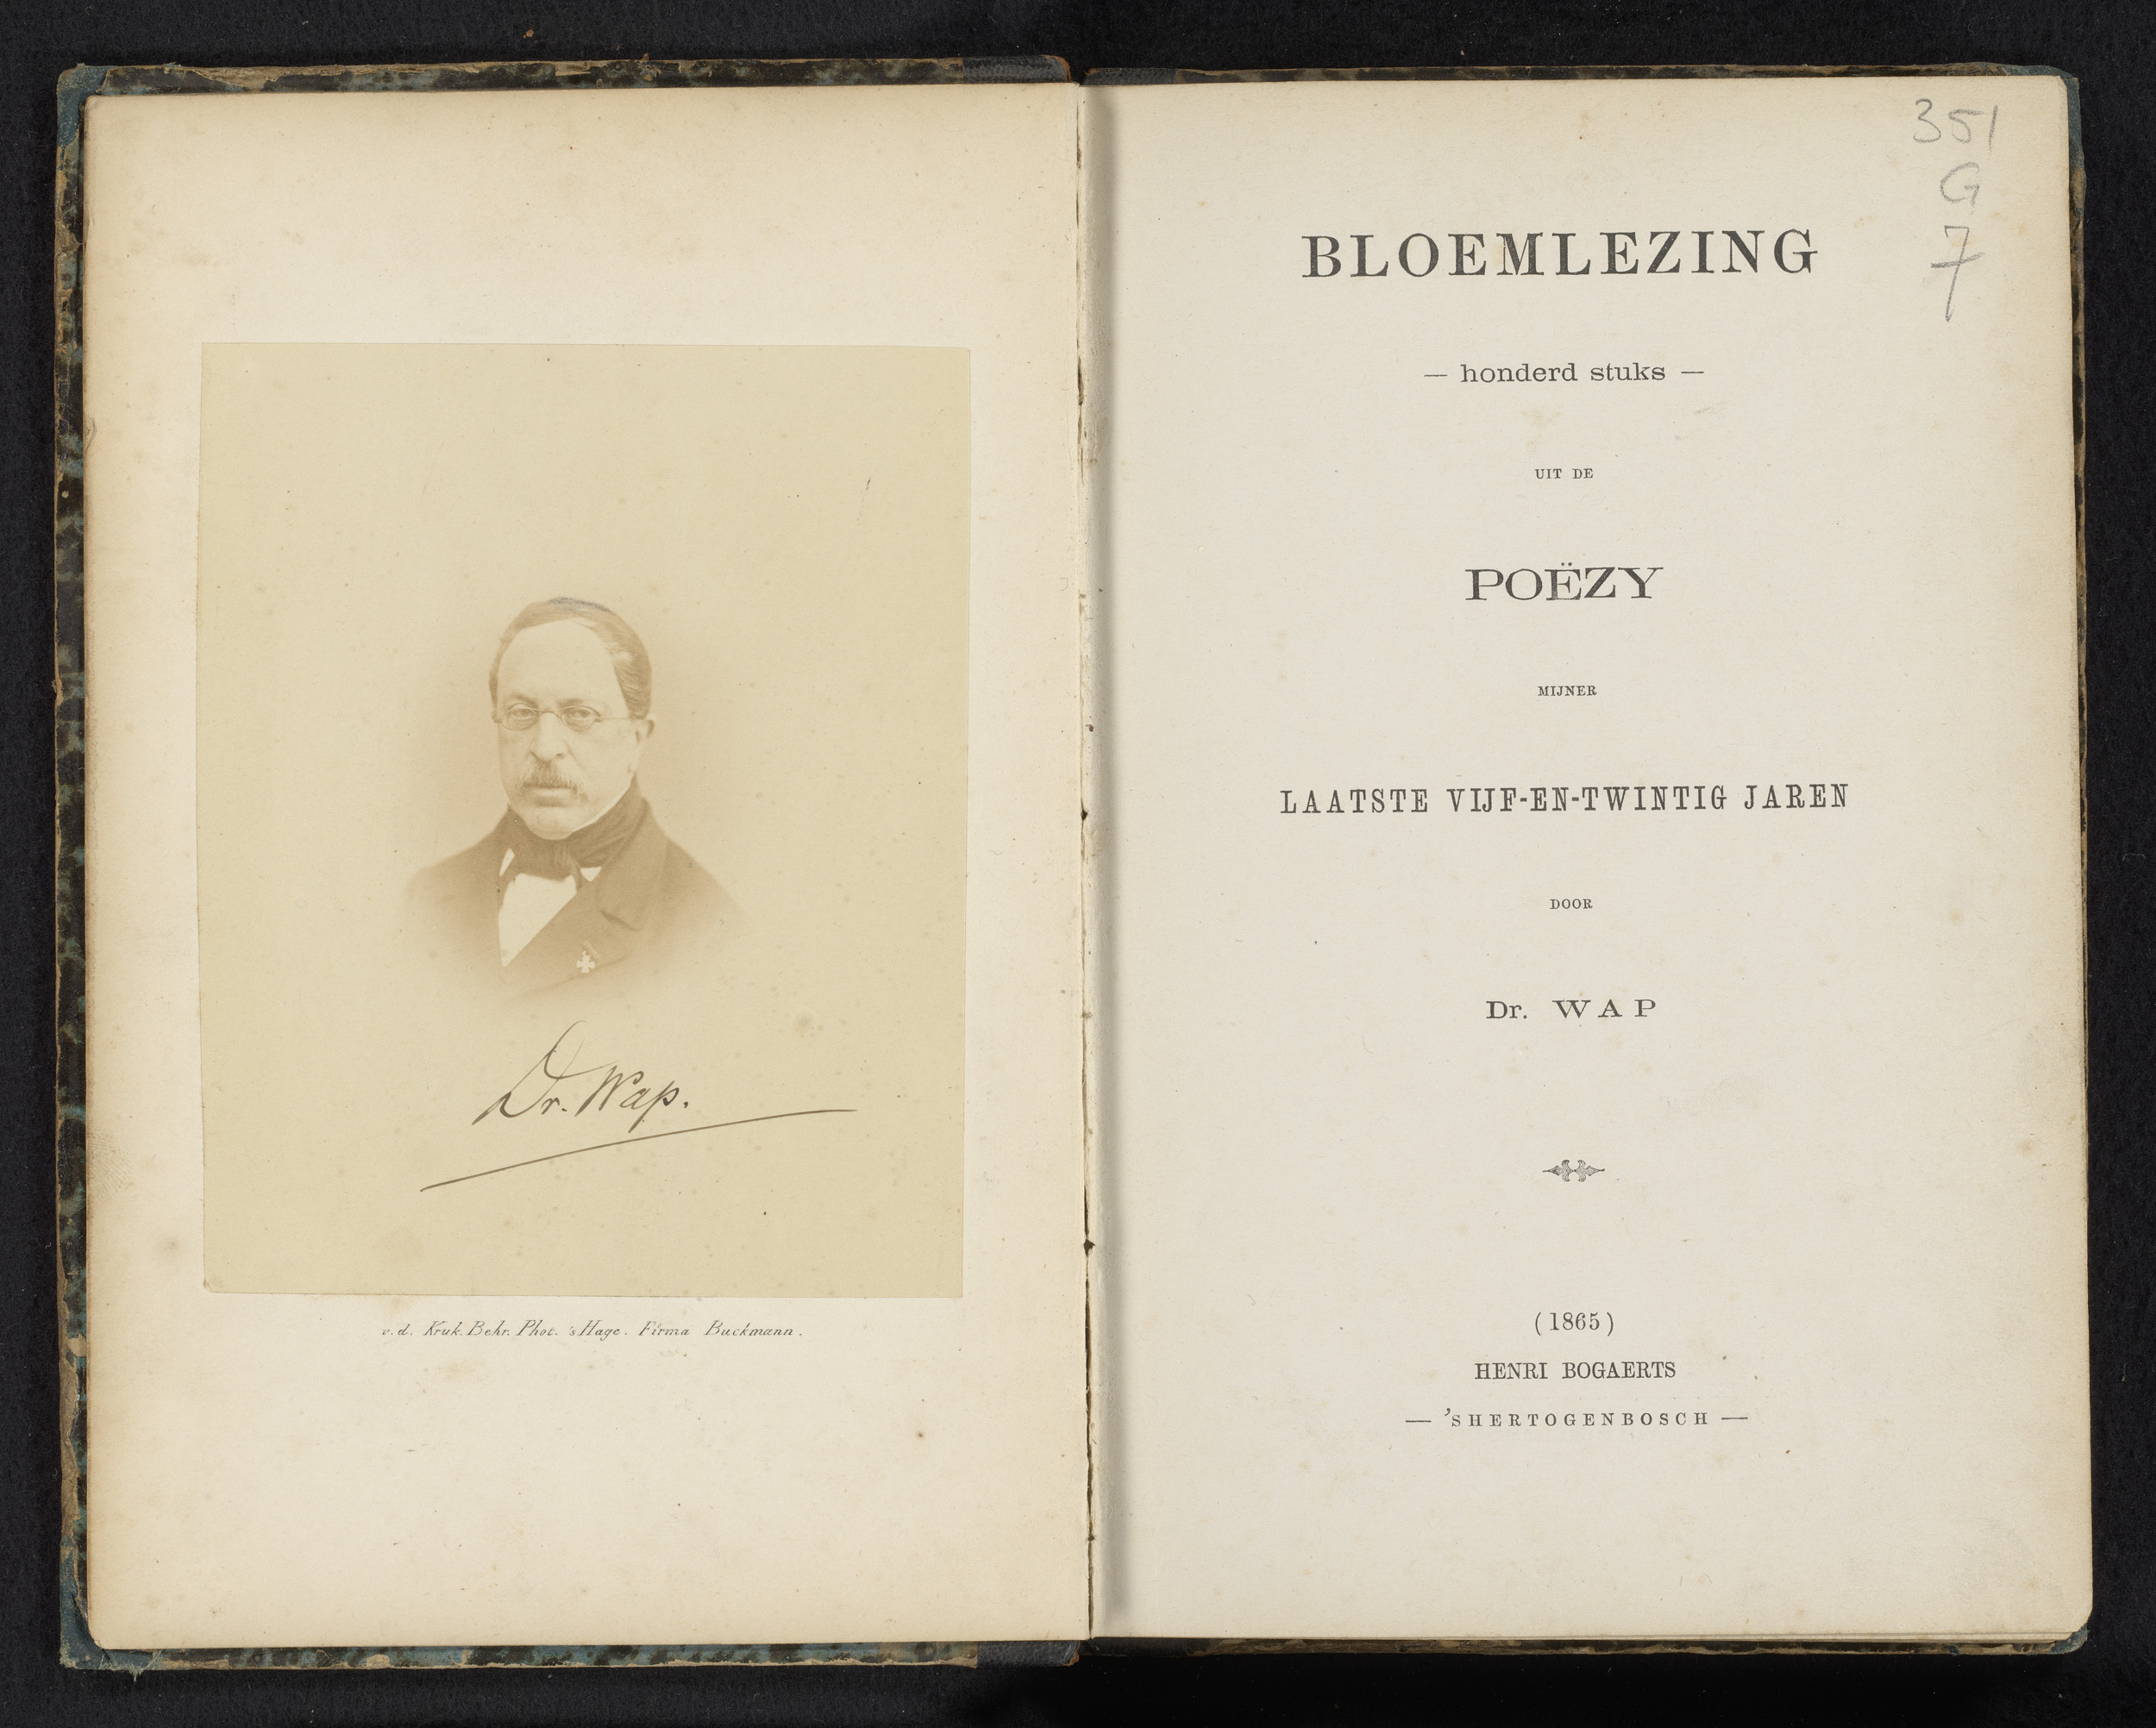 Dr. Wap.
v. d. Kruk. Behr. Phot. 's Hage. Firma Buckmann.
351
G
7
BLOEMLEZING
— honderd stuks —
UIT DE
POËZY
MIJNER
LAATSTE VIJF-EN-TWINTIG JAREN
DOOR
Dr. WAP
(1865)
HENRI BOGAERTS
— 'SHERTOGENBOSCH —